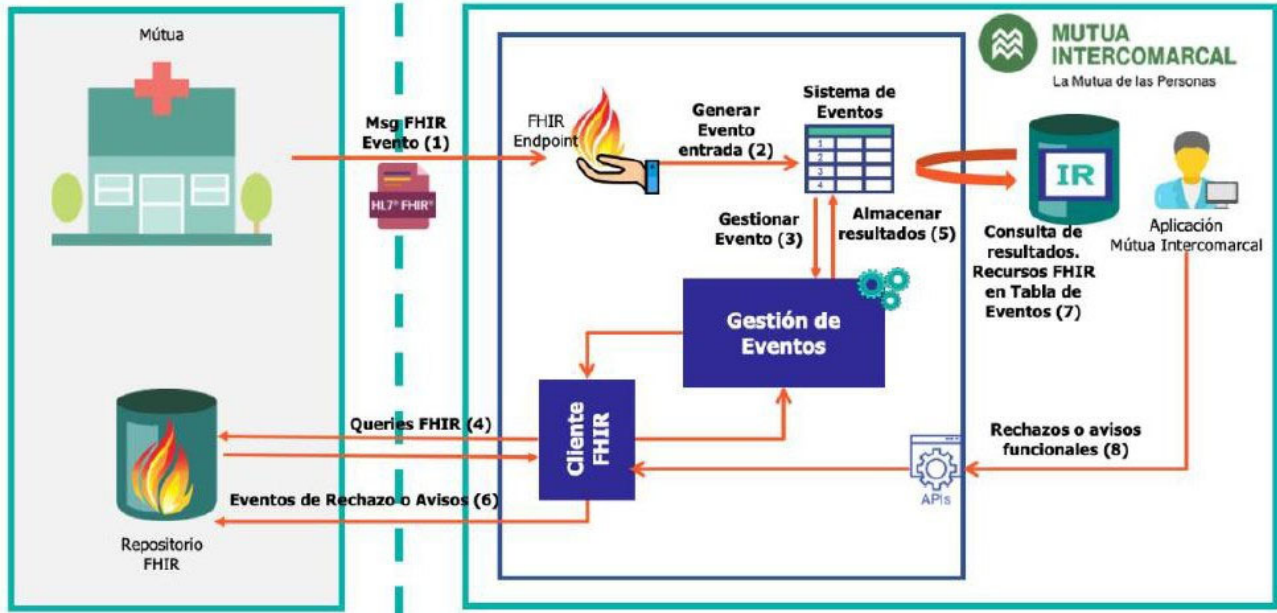 Mútua
Msg FHIR
Evento (1)
HL7® FHIR®
FHIR
Endpoint
Generar
Evento
entrada (2)
Sistema de
Eventos
1
2
3
4
MUTUA
INTERCOMARCAL
La Mutua de las Personas
IR
Gestionar
Evento (3)
Almacenar
resultados (5)
Consulta de
resultados.
Recursos FHIR
en Tabla de
Eventos (7)
Aplicación
Mútua Intercomarcal
Gestión de
Eventos
Cliente
FHIR
Queries FHIR (4)
Eventos de Rechazo o Avisos (6)
Rechazos o avisos
funcionales (8)
APIs
Repositorio
FHIR